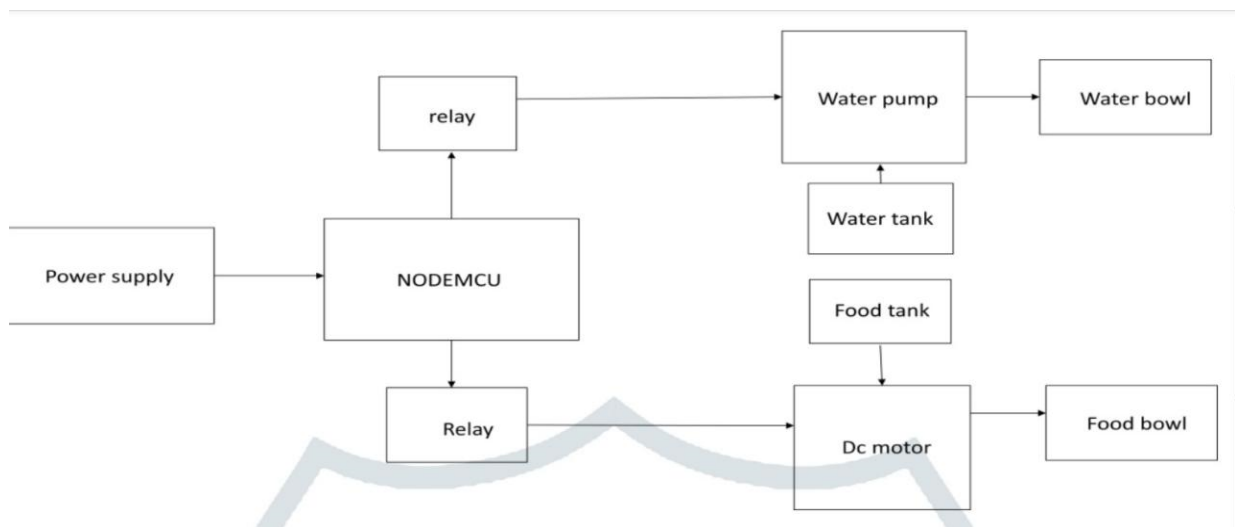 relay
Water pump
Water bowl
Water tank
Power supply
NODEMCU
Food tank
Relay
Dc motor
Food bowl